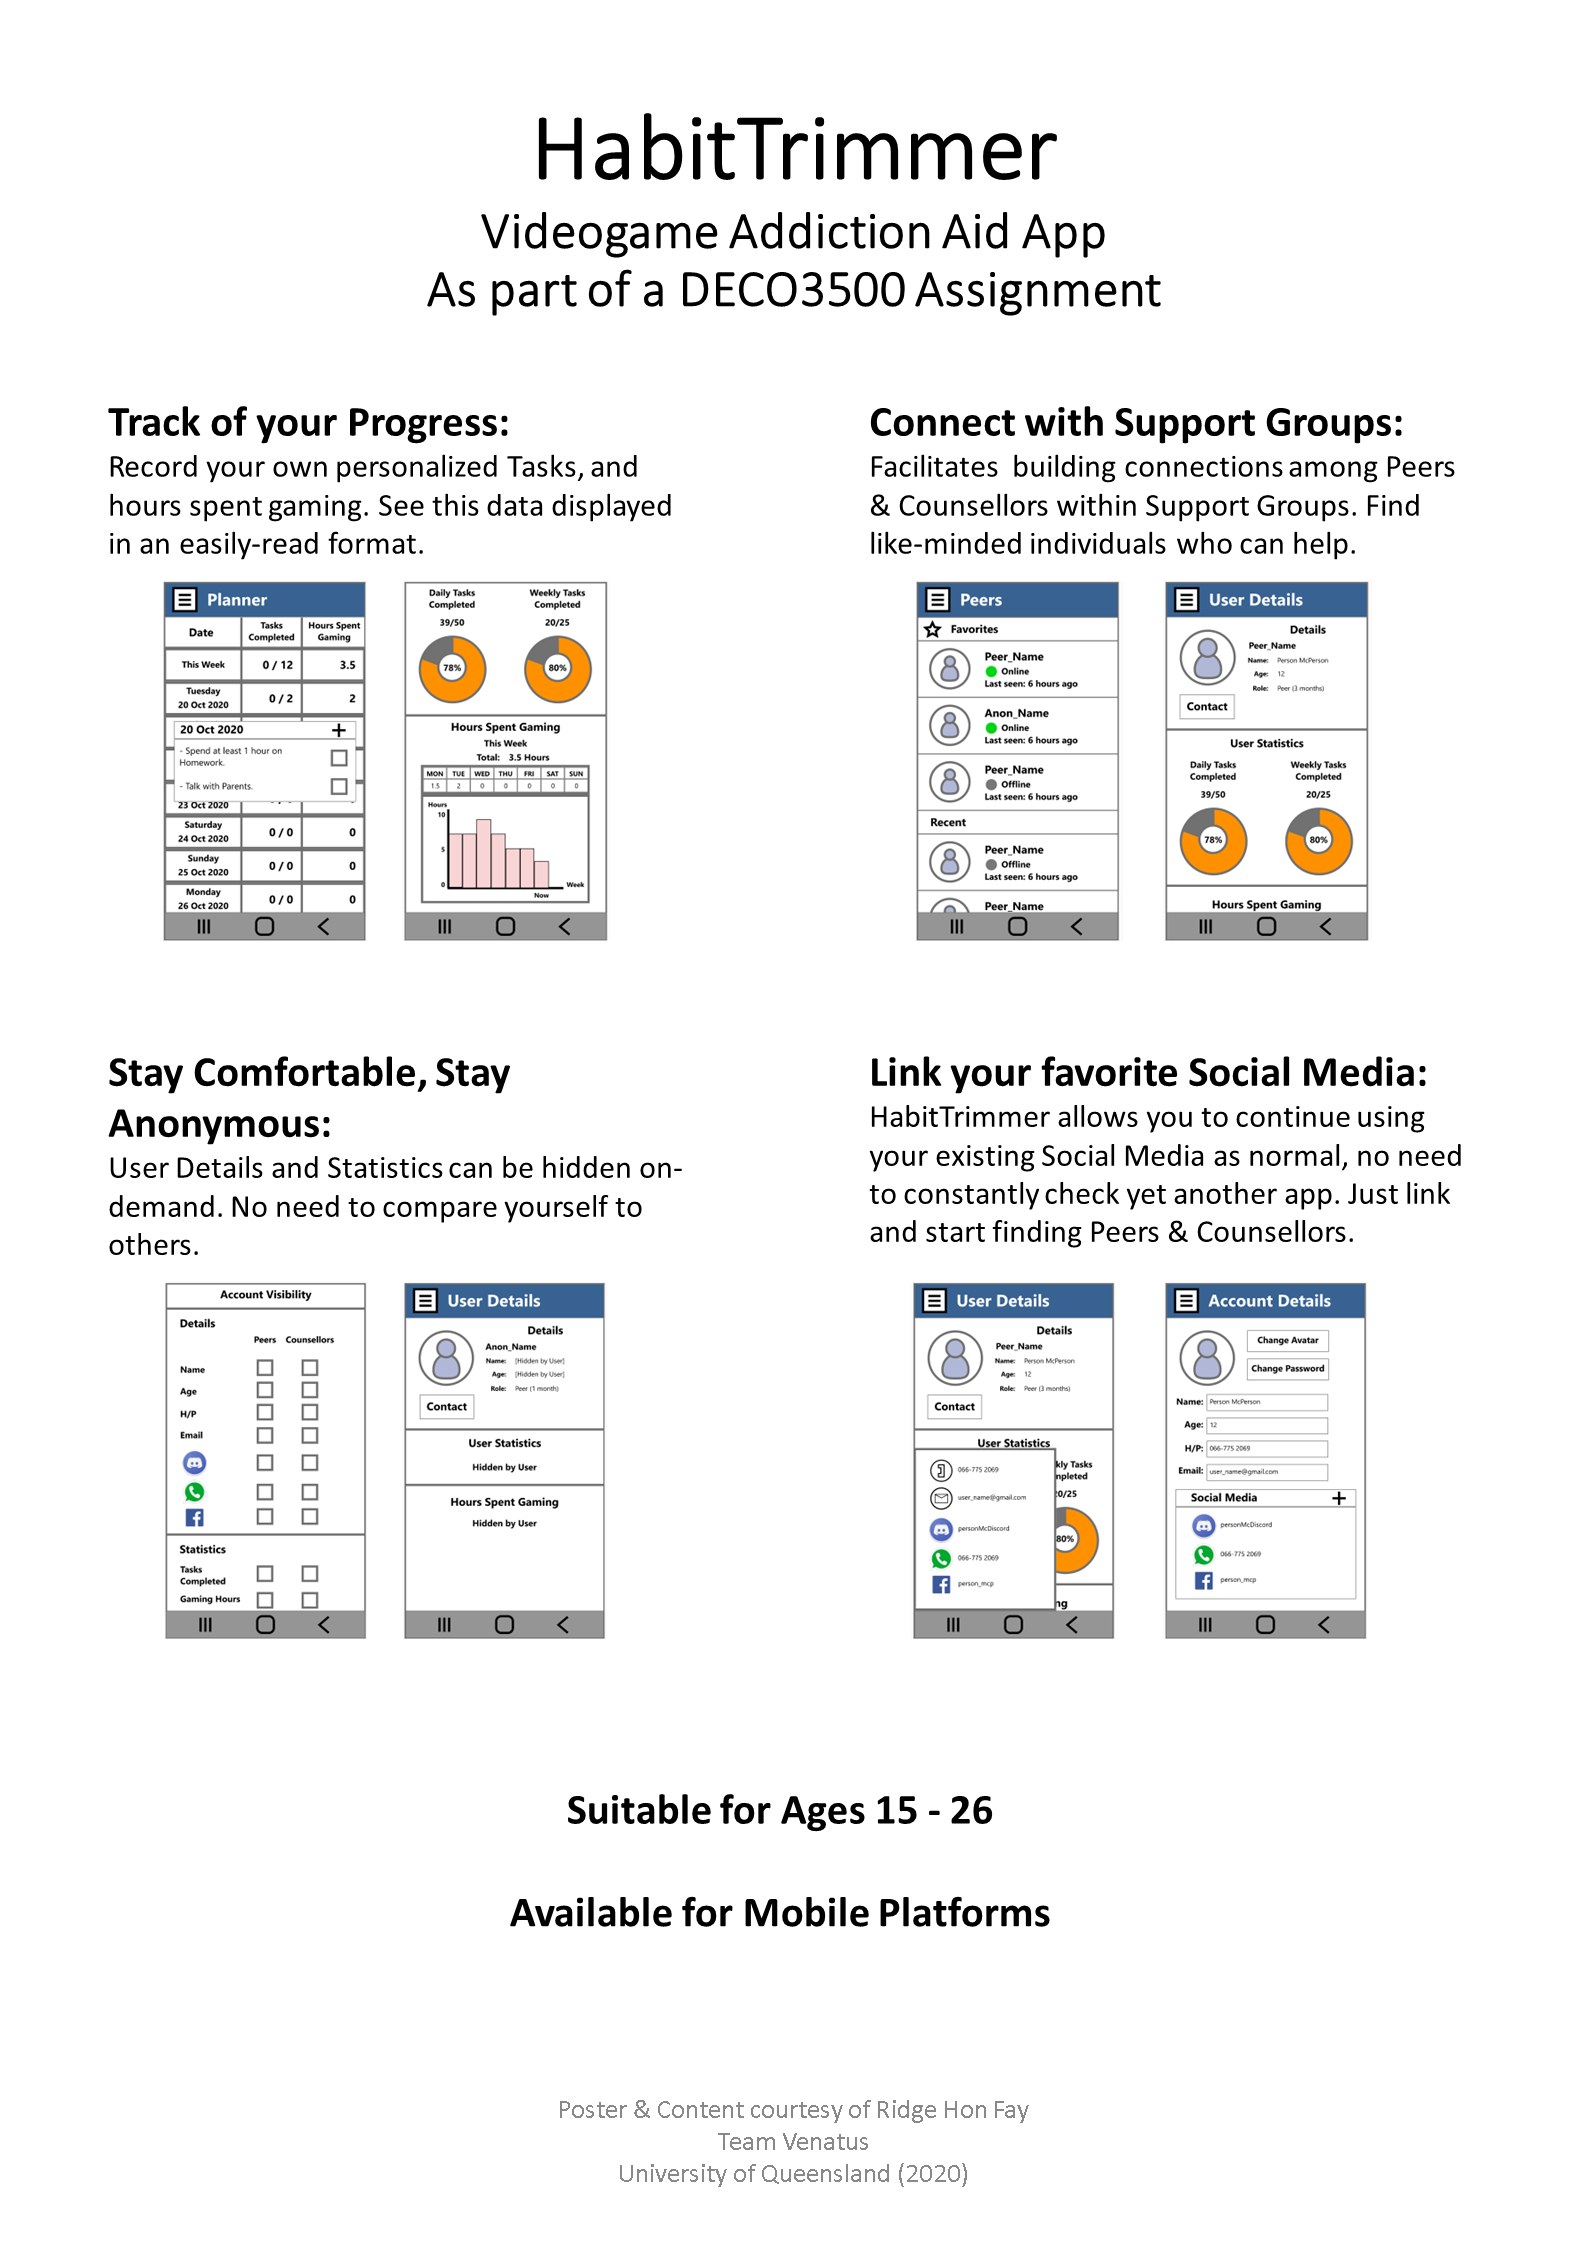 HabitTrimmer
Videogame Addiction Aid App
As part of a DECO3500 Assignment
Track of your Progress:
Record your own personalized Tasks, and
hours spent gaming. See this data displayed
in an easily-read format.
Planner
Date Tasks Completed Hours Spent Gaming
This Week 0 / 12 3.5
Tuesday
20 Oct 2020 0 / 2 2
20 Oct 2020 +
- Spend at least 1 hour on
Homework.
- Talk with Parents.
23 Oct 2020
Saturday
24 Oct 2020 0 / 0 0
Sunday
25 Oct 2020 0 / 0 0
Monday
26 Oct 2020 0 / 0 0
Daily Tasks Completed Weekly Tasks Completed
39/50 20/25
78% 80%
Hours Spent Gaming
This Week
Total: 3.5 Hours
MON TUE WED THU FRI SAT SUN
1.5 2 0 0 0 0 0
Hours
10
5
0
Week
Now
Connect with Support Groups:
Facilitates building connections among Peers
& Counsellors within Support Groups. Find
like-minded individuals who can help.
Peers
Favorites
Peer_Name
Online
Last seen: 6 hours ago
Anon_Name
Online
Last seen: 6 hours ago
Peer_Name
Offline
Last seen: 6 hours ago
Recent
Peer_Name
Offline
Last seen: 6 hours ago
Peer_Name
User Details
Details
Peer_Name
Name: Person McPerson
Age: 12
Role: Peer (3 months)
Contact
User Statistics
Daily Tasks Completed Weekly Tasks Completed
39/50 20/25
78% 80%
Hours Spent Gaming
Stay Comfortable, Stay
Anonymous:
User Details and Statistics can be hidden on-
demand. No need to compare yourself to
others.
Account Visibility
Details
Peers Counsellors
Name
Age
H/P
Email
Statistics
Tasks
Completed
Gaming Hours
User Details
Details
Anon_Name
Name: [Hidden by User]
Age: [Hidden by User]
Role: Peer (1 month)
Contact
User Statistics
Hidden by User
Hours Spent Gaming
Hidden by User
Link your favorite Social Media:
HabitTrimmer allows you to continue using
your existing Social Media as normal, no need
to constantly check yet another app. Just link
and start finding Peers & Counsellors.
User Details
Details
Peer_Name
Name: Person McPerson
Age: 12
Role: Peer (3 months)
Contact
User Statistics
kly Tasks
npleted
20/25
80%
066-775 2069
user_name@gmail.com
personMcDiscord
066-775 2069
person_mcp
ng
Account Details
Change Avatar
Change Password
Name: Person McPerson
Age: 12
H/P: 066-775 2069
Email: user_name@gmail.com
Social Media +
personMcDiscord
066-775 2069
person_mcp
Suitable for Ages 15 - 26
Available for Mobile Platforms
Poster & Content courtesy of Ridge Hon Fay
Team Venatus
University of Queensland (2020)